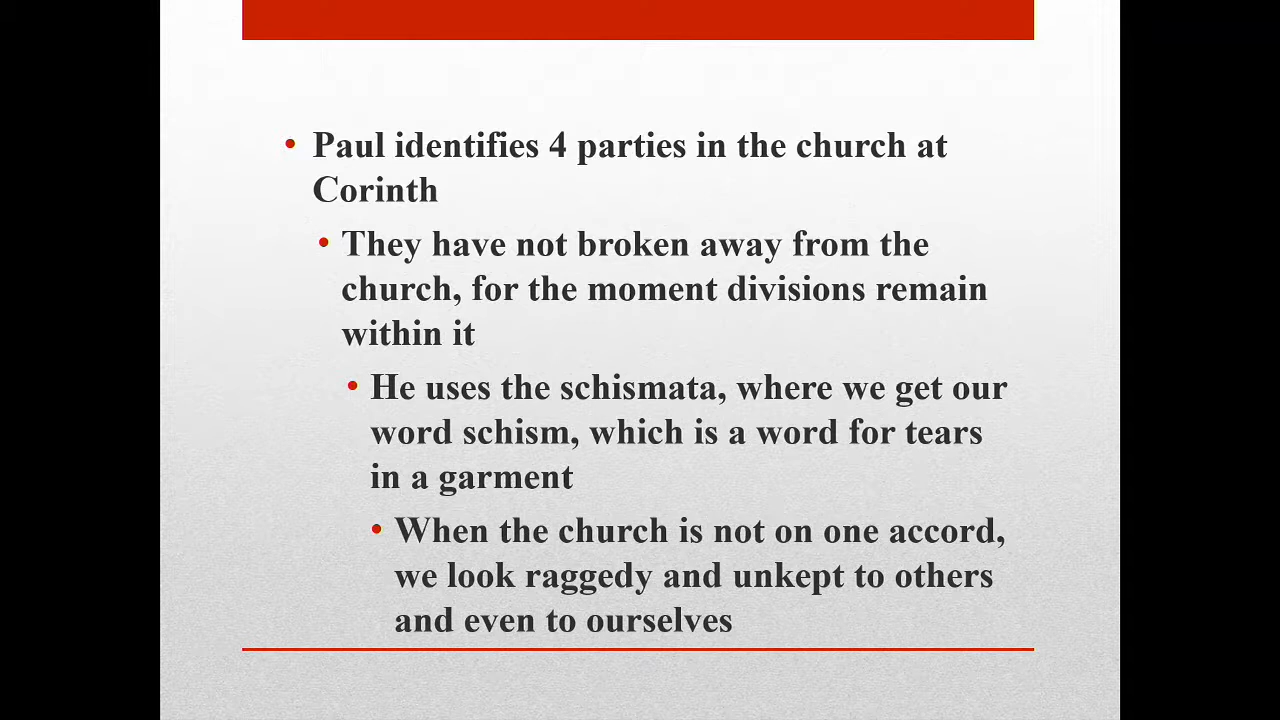 • Paul identifies 4 parties in the church at
Corinth
• They have not broken away from the
church, for the moment divisions remain
within it
• He uses the schismata, where we get our
word schism, which is a word for tears
in a garment
• When the church is not on one accord,
we look raggedy and unkept to others
and even to ourselves